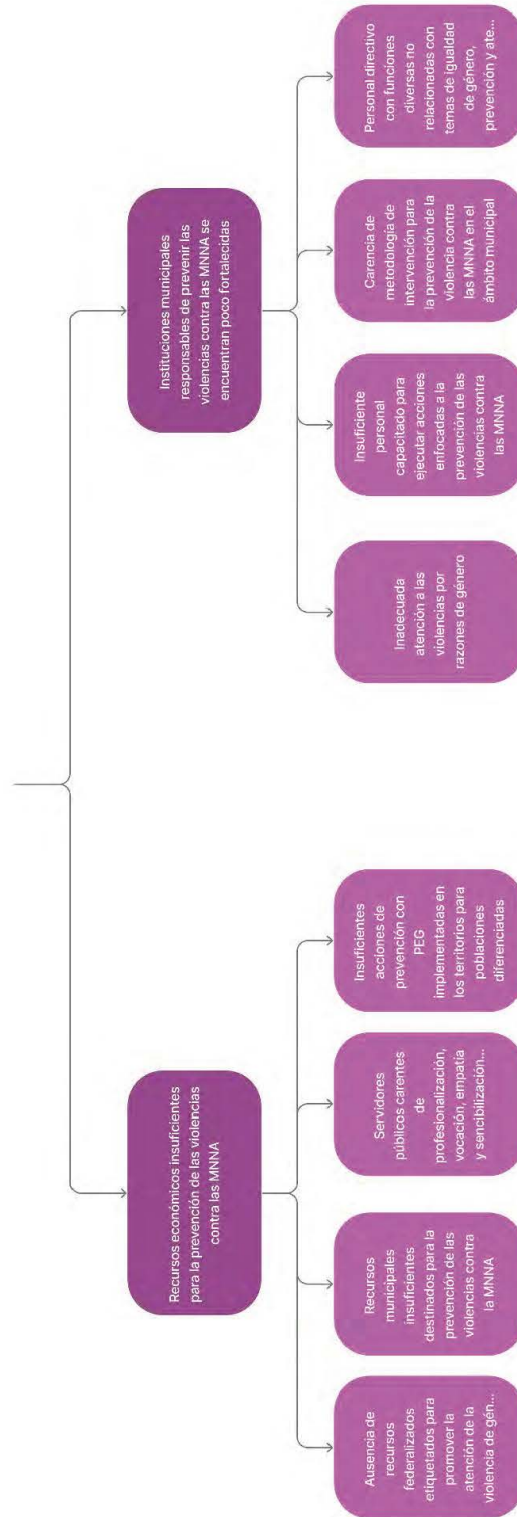 Recursos económicos insuficientes
para la prevención de las violencias
contra las MNNA
Instituciones municipales
responsables de prevenir las
violencias contra las MNNA se
encuentran poco fortalecidas
Ausencia de
recursos
federalizados
etiquetados para
promover la
atención de la
violencia de gén...
Recursos
municipales
insuficientes
destinados para la
prevención de las
violencias contra
la MNNA
Servidores
públicos carentes
de
profesionalización,
vocación, empatía
y sencibilización...
Insuficientes
acciones de
prevención con
PEG
implementadas en
los territorios para
poblaciones
diferenciadas
Inadecuada
atención a las
violencias por
razones de género
Insuficiente
personal
capacitado para
ejecutar acciones
enfocadas a la
prevención de las
violencias contra
las MNNA
Carencia de
metodología de
intervención para
la prevención de la
violencia contra
las MNNA en el
ámbito municipal
Personal directivo
con funciones
diversas no
relacionadas con
temas de igualdad
de género,
prevención y ate...